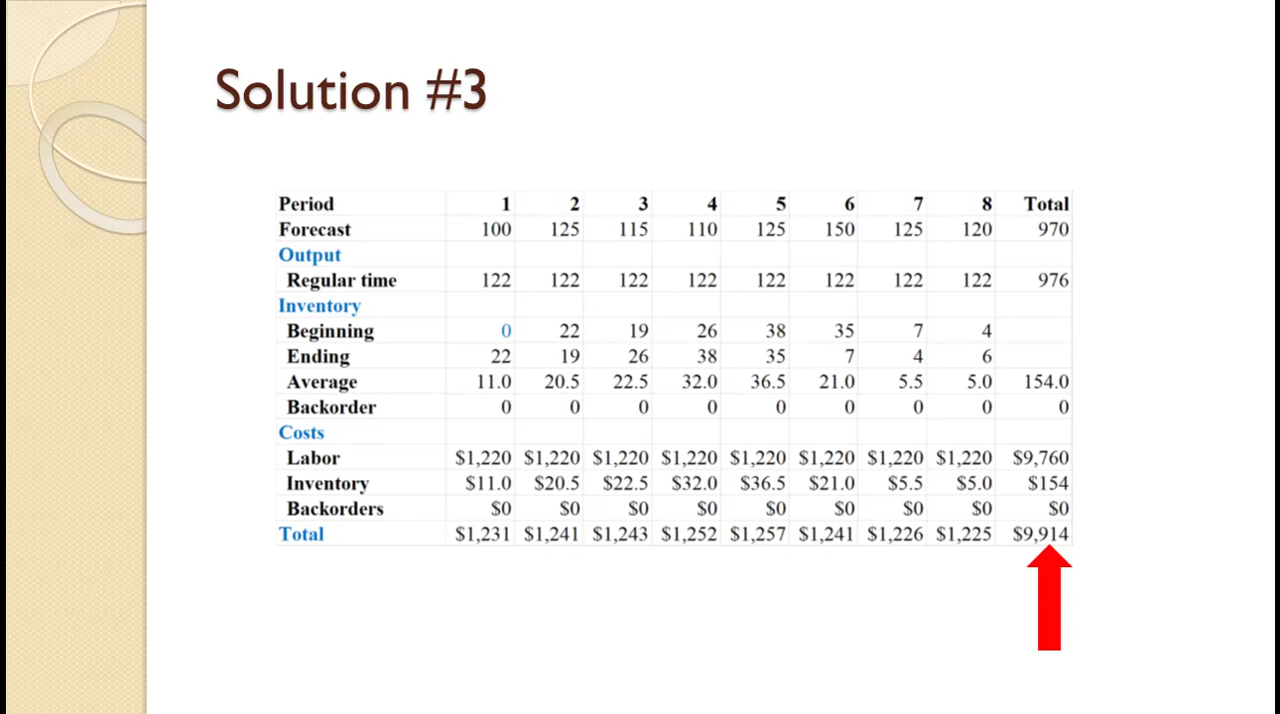 Solution #3
Period 1 2 3 4 5 6 7 8 Total
Forecast 100 125 115 110 125 150 125 120 970
Output
Regular time 122 122 122 122 122 122 122 122 976
Inventory
Beginning 0 22 19 26 38 35 7 4
Ending 22 19 26 38 35 7 4 6
Average 11.0 20.5 22.5 32.0 36.5 21.0 5.5 5.0 154.0
Backorder 0 0 0 0 0 0 0 0 0
Costs
Labor $1,220 $1,220 $1,220 $1,220 $1,220 $1,220 $1,220 $1,220 $9,760
Inventory $11.0 $20.5 $22.5 $32.0 $36.5 $21.0 $5.5 $5.0 $154
Backorders $0 $0 $0 $0 $0 $0 $0 $0 $0
Total $1,231 $1,241 $1,243 $1,252 $1,257 $1,241 $1,226 $1,225 $9,914